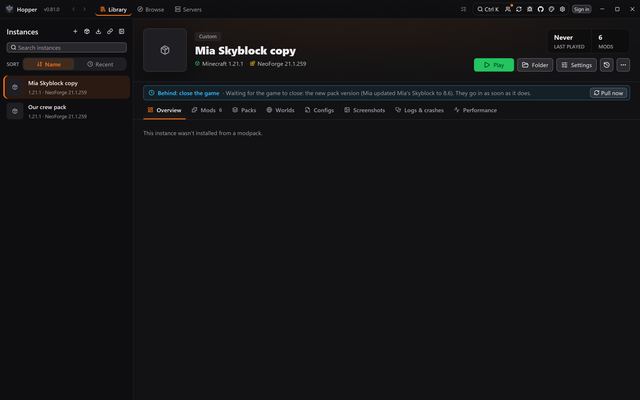 Hopper v0.81.0 Library Browse Servers Ctrl K Sign in
Instances
Search instances
SORT Name Recent
Mia Skyblock copy
1.21.1 · NeoForge 21.1.259
Our crew pack
1.21.1 · NeoForge 21.1.259
Custom
Mia Skyblock copy
Minecraft 1.21.1 NeoForge 21.1.259
Never
LAST PLAYED
6
MODS
Play Folder Settings
Behind: close the game · Waiting for the game to close: the new pack version (Mia updated Mia's Skyblock to 8.6). They go in as soon as it does. Pull now
Overview Mods 6 Packs Worlds Configs Screenshots Logs & crashes Performance
This instance wasn't installed from a modpack.